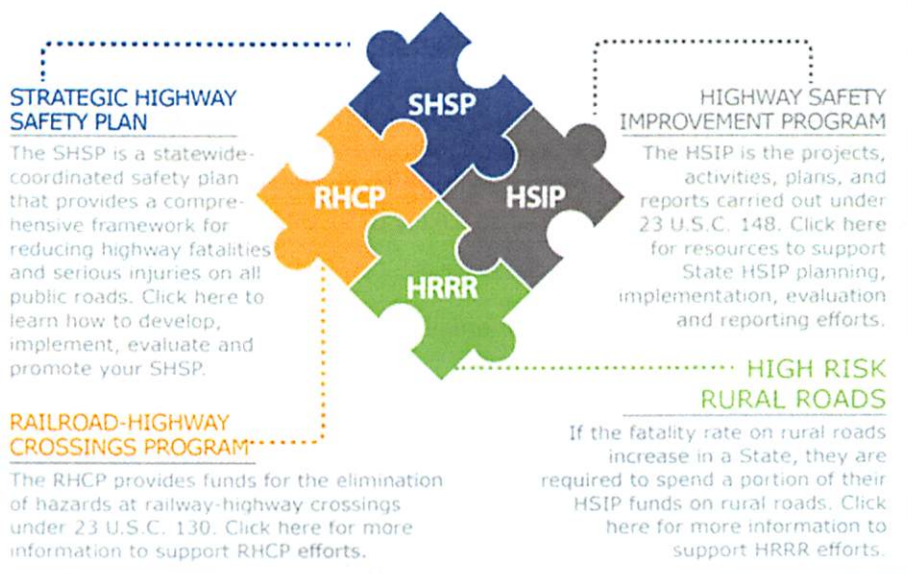 SHSP
RHCP
HSIP
HRRR
STRATEGIC HIGHWAY
SAFETY PLAN
The SHSP is a statewide-
coordinated safety plan
that provides a compre-
hensive framework for
reducing highway fatalities
and serious injuries on all
public roads. Click here to
learn how to develop,
implement, evaluate and
promote your SHSP.
HIGHWAY SAFETY
IMPROVEMENT PROGRAM
The HSIP is the projects,
activities, plans, and
reports carried out under
23 U.S.C. 148. Click here
for resources to support
State HSIP planning,
implementation, evaluation
and reporting efforts.
RAILROAD-HIGHWAY
CROSSINGS PROGRAM
The RHCP provides funds for the elimination
of hazards at railway-highway crossings
under 23 U.S.C. 130. Click here for more
information to support RHCP efforts.
HIGH RISK
RURAL ROADS
If the fatality rate on rural roads
increase in a State, they are
required to spend a portion of their
HSIP funds on rural roads. Click
here for more information to
support HRRR efforts.